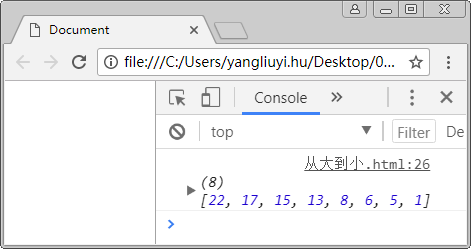 Document
file:///C:/Users/yangliuyi.hu/Desktop/0...
Console
top
Filter
De
从大到小.html:26
(8)
[22, 17, 15, 13, 8, 6, 5, 1]